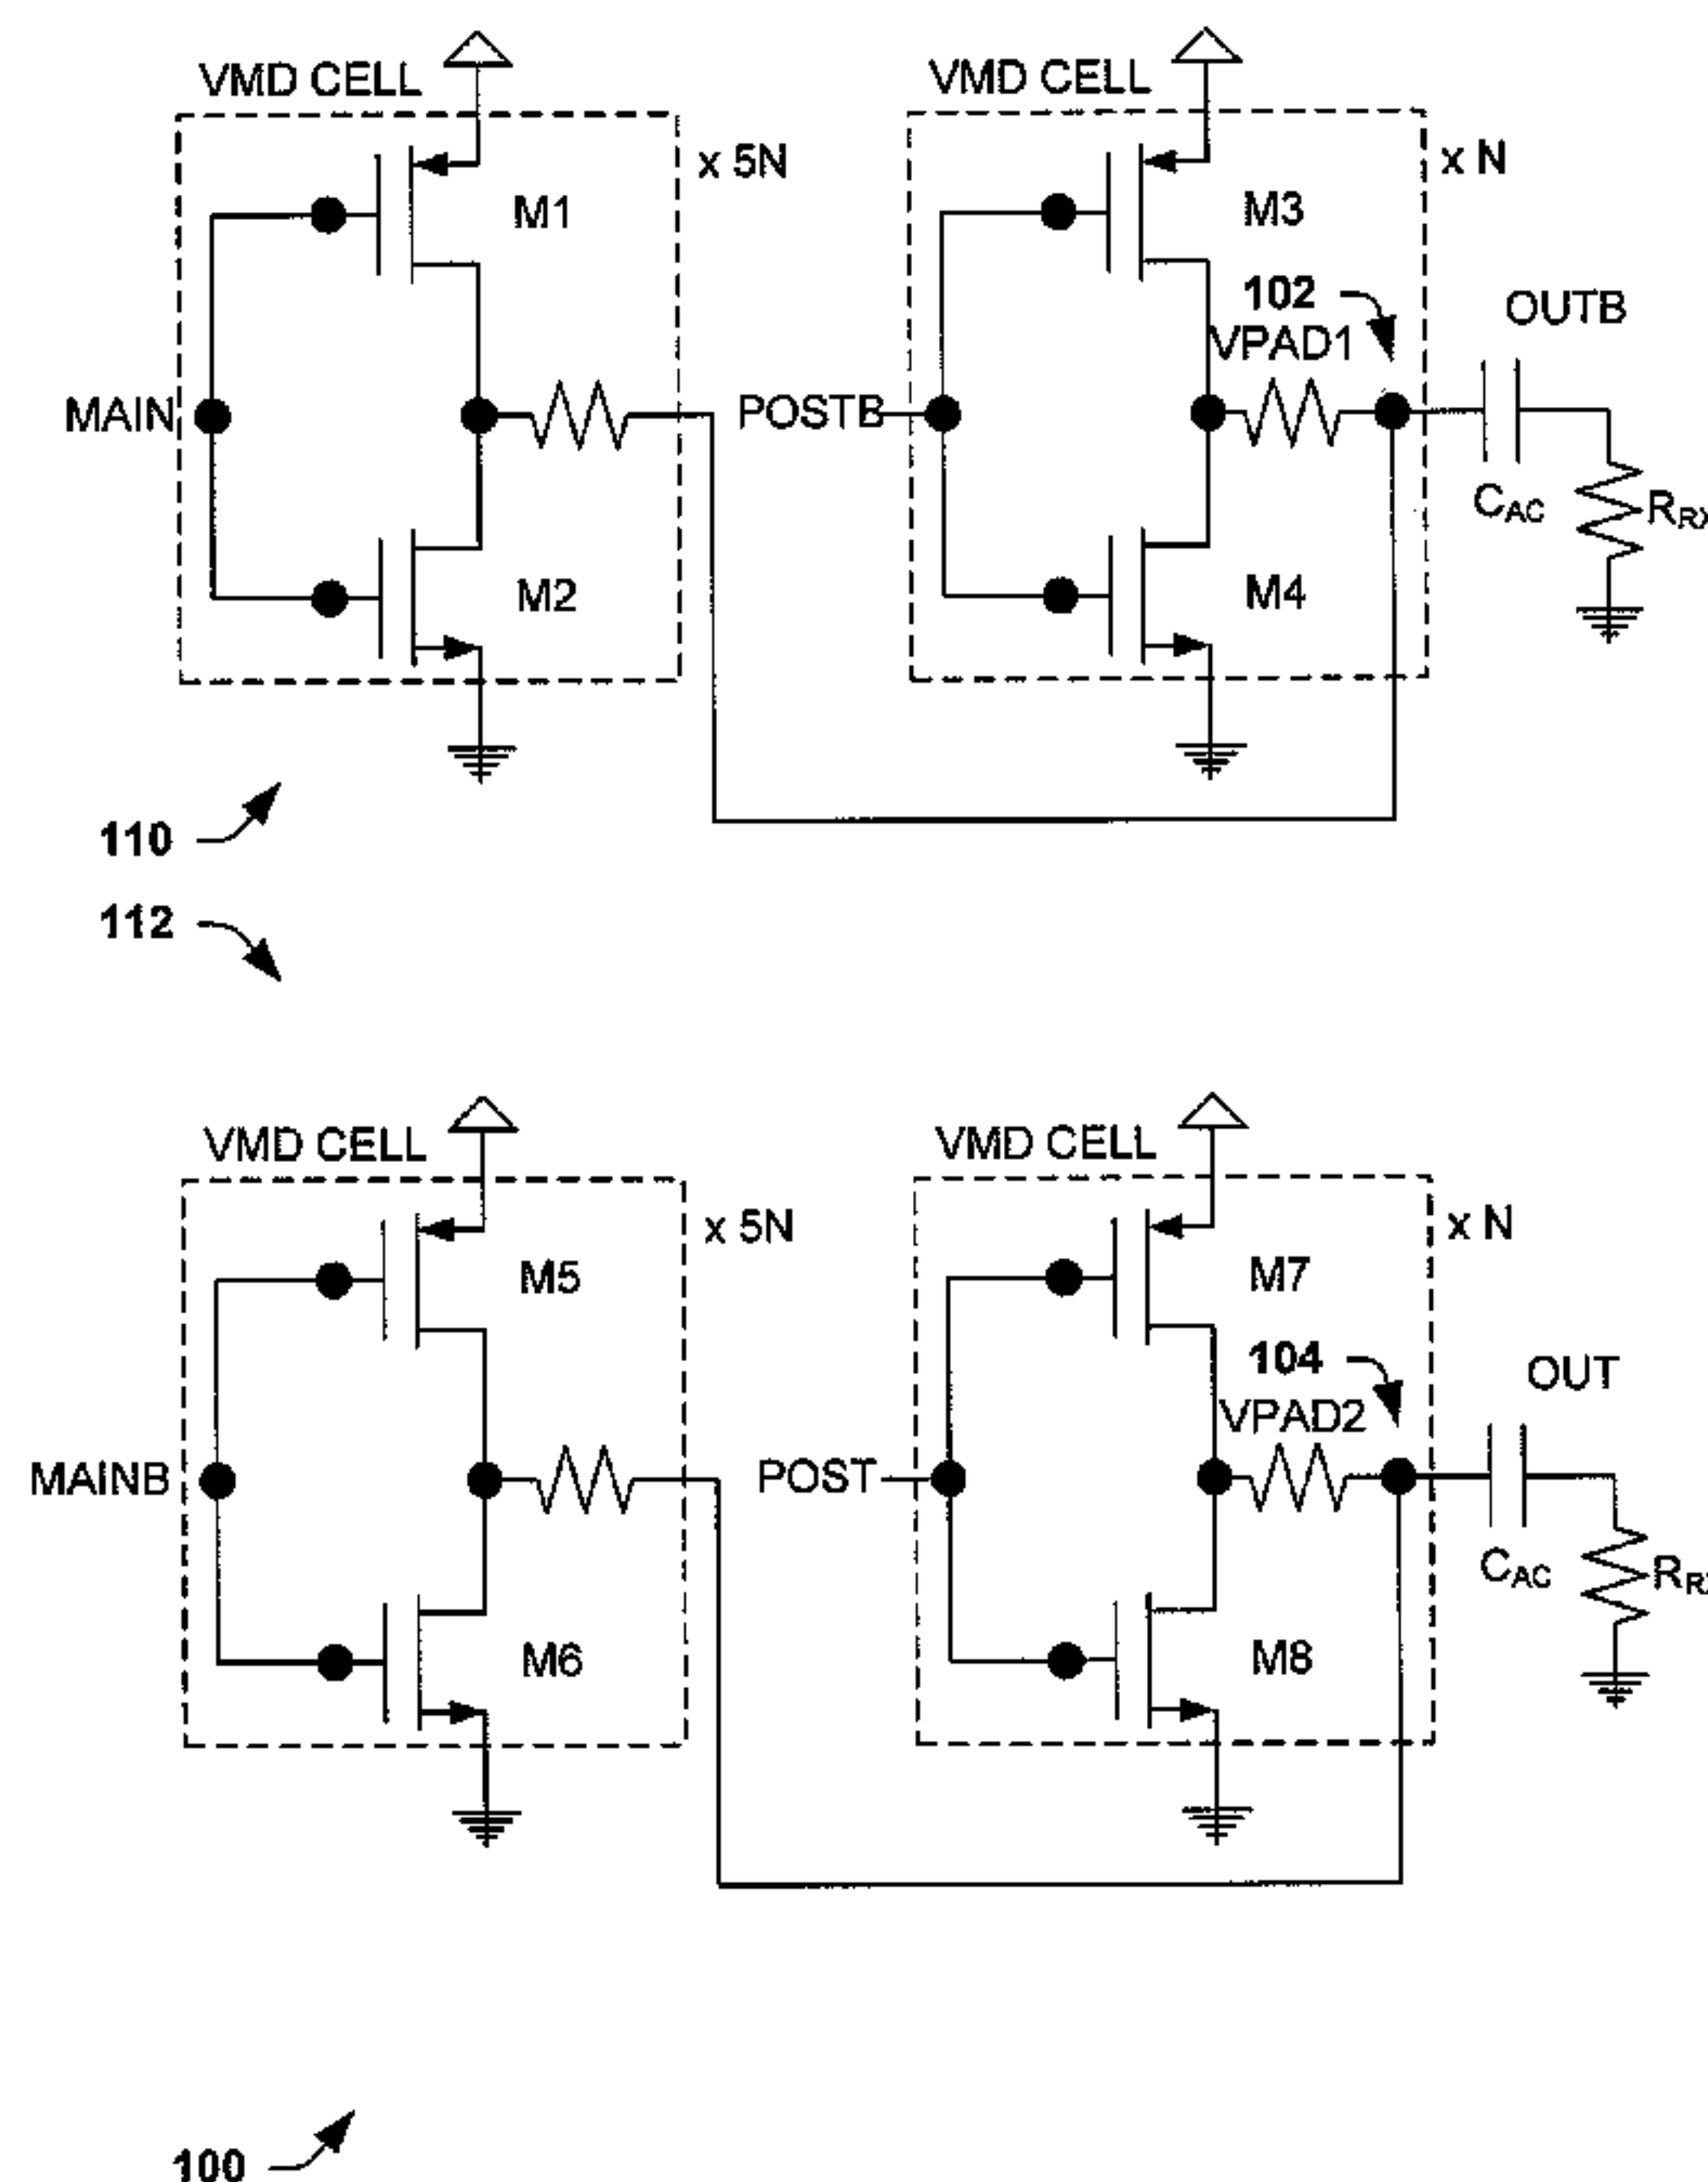 VMD CELL
VMD CELL
x 5N
x N
M1
M3
102
OUTB
VPAD1
MAIN
POSTB
CAC
M2
M4
110
112
VMD CELL
VMD CELL
x 5N
x N
M5
M7
104
OUT
VPAD2
MAINB
POST
CAC
M6
M8
100